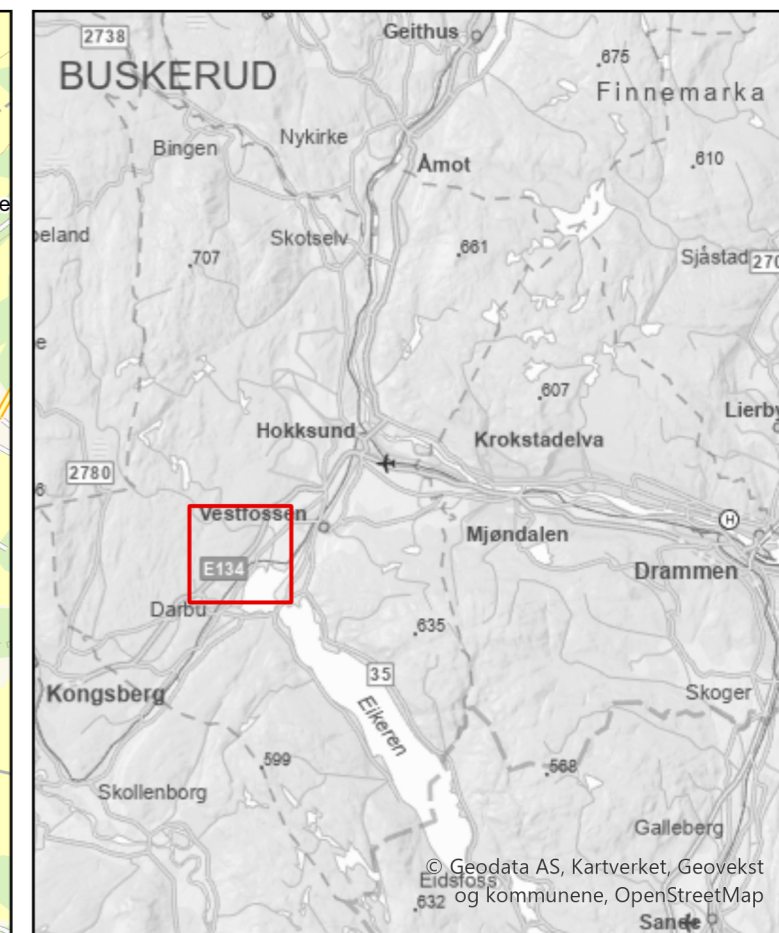 2738
Geithus
675
BUSKERUD
Finnemarka
Nykirke
Bingen
Åmot
610
e
peland
Skotselv
661
707
Sjåstad
270
e
607
Lierby
Hokksund
Krokstadelva
2780
6
Vestfossen
H
Mjøndalen
E134
Drammen
Darbu
635
35
Kongsberg
Skoger
Eikeren
599
568
Skollenborg
Galleberg
© Geodata AS, Kartverket, Geovekst
og kommunene, OpenStreetMap
Eidsfoss
632
Sande